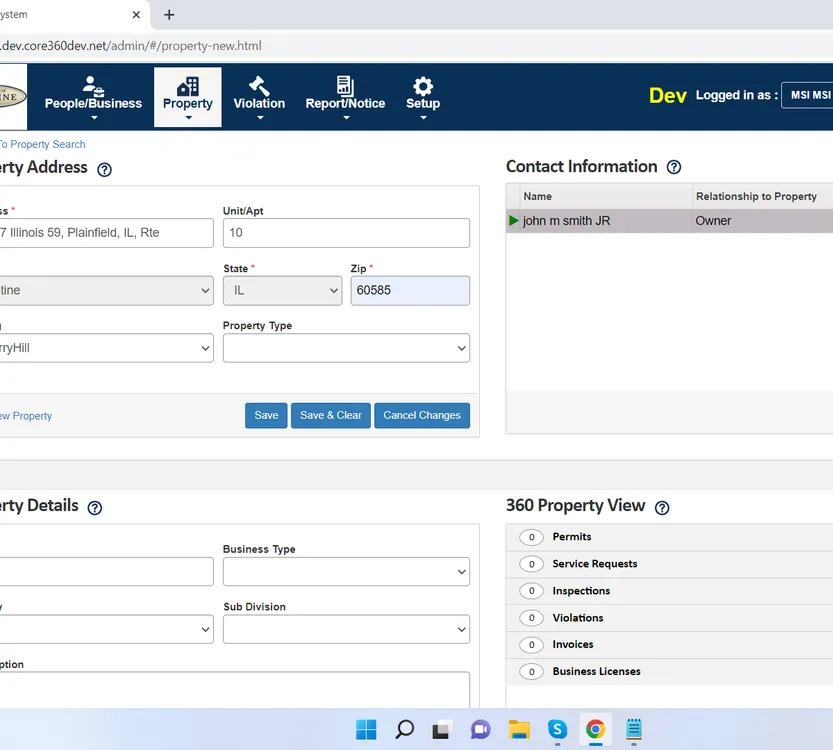 ystem
.dev.core360dev.net/admin/#/property-new.html
OF
INE
People/Business
Property
Violation
Report/Notice
Setup
Dev
Logged in as :
MSI MSI
To Property Search
erty Address
Contact Information
ss *
Unit/Apt
7 Illinois 59, Plainfield, IL, Rte
10
State *
Zip *
tine
IL
60585
Property Type
rryHill
Name
Relationship to Property
john m smith JR
Owner
ew Property
Save
Save & Clear
Cancel Changes
erty Details
360 Property View
Business Type
y
Sub Division
ption
0 Permits
0 Service Requests
0 Inspections
0 Violations
0 Invoices
0 Business Licenses